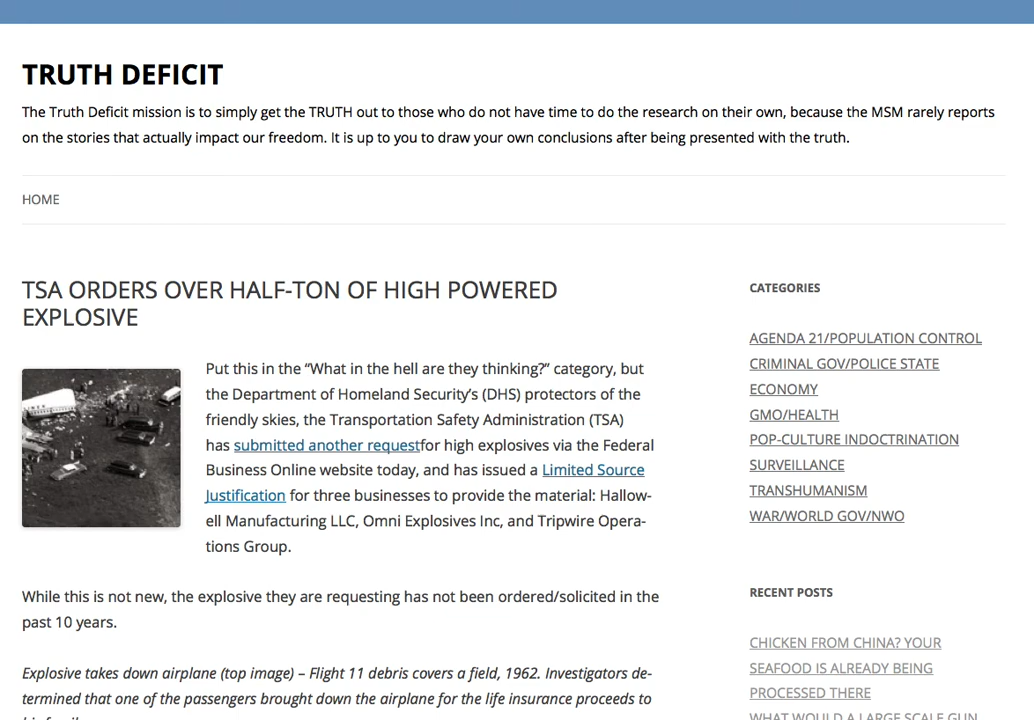 TRUTH DEFICIT
The Truth Deficit mission is to simply get the TRUTH out to those who do not have time to do the research on their own, because the MSM rarely reports
on the stories that actually impact our freedom. It is up to you to draw your own conclusions after being presented with the truth.
HOME
TSA ORDERS OVER HALF-TON OF HIGH POWERED
EXPLOSIVE
Put this in the “What in the hell are they thinking?” category, but
the Department of Homeland Security’s (DHS) protectors of the
friendly skies, the Transportation Safety Administration (TSA)
has submitted another requestfor high explosives via the Federal
Business Online website today, and has issued a Limited Source
Justification for three businesses to provide the material: Hallow-
ell Manufacturing LLC, Omni Explosives Inc, and Tripwire Opera-
tions Group.
While this is not new, the explosive they are requesting has not been ordered/solicited in the
past 10 years.
Explosive takes down airplane (top image) – Flight 11 debris covers a field, 1962. Investigators de-
termined that one of the passengers brought down the airplane for the life insurance proceeds to
CATEGORIES
AGENDA 21/POPULATION CONTROL
CRIMINAL GOV/POLICE STATE
ECONOMY
GMO/HEALTH
POP-CULTURE INDOCTRINATION
SURVEILLANCE
TRANSHUMANISM
WAR/WORLD GOV/NWO
RECENT POSTS
CHICKEN FROM CHINA? YOUR
SEAFOOD IS ALREADY BEING
PROCESSED THERE
WHAT WOULD A LARGE SCALE GUN